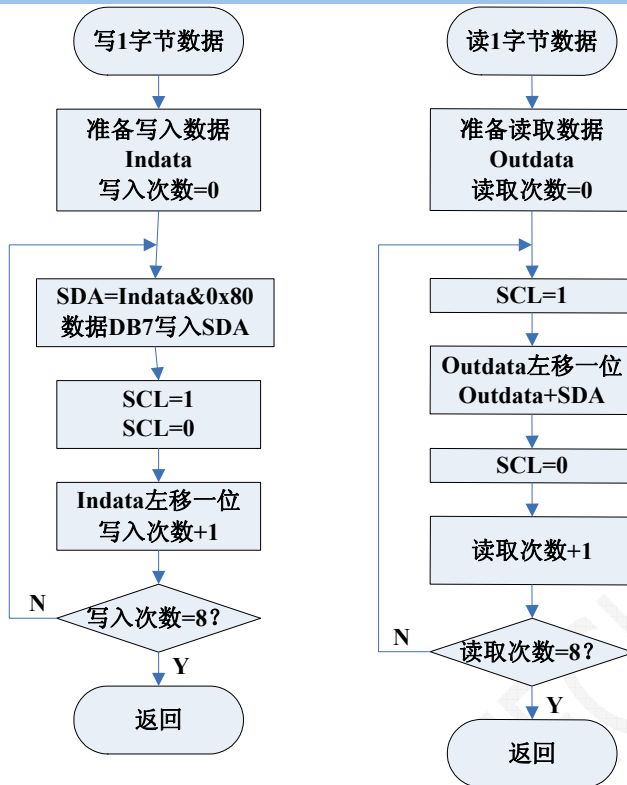 写1字节数据
准备写入数据
Indata
写入次数=0
SDA=Indata&0x80
数据DB7写入SDA
SCL=1
SCL=0
Indata左移一位
写入次数+1
写入次数=8?
N
Y
返回
读1字节数据
准备读取数据
Outdata
读取次数=0
SCL=1
Outdata左移一位
Outdata+SDA
SCL=0
读取次数+1
读取次数=8?
N
Y
返回